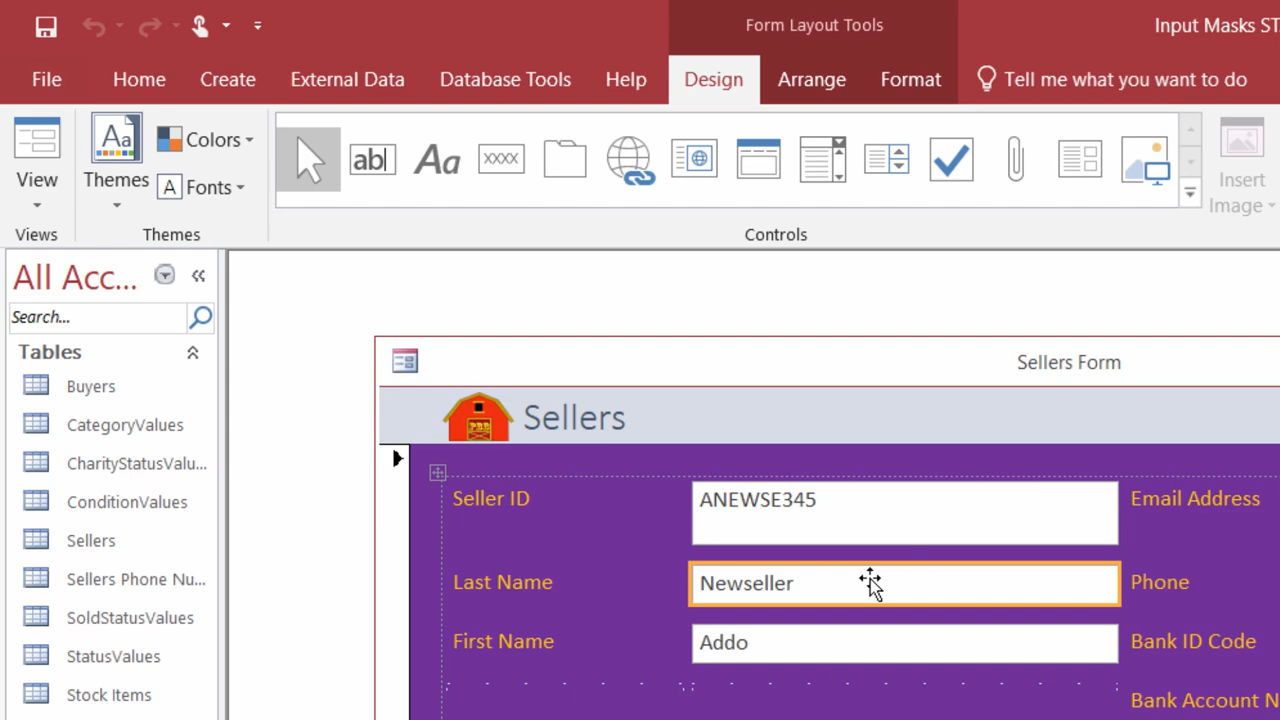 Form Layout Tools
Input Masks ST
File Home Create External Data Database Tools Help Design Arrange Format Tell me what you want to do
View
Themes
Aa
Colors
A Fonts
ab
Aa
XXXX
Insert
Image
Views
Themes
Controls
All Acc...
Search...
Tables
Buyers
CategoryValues
CharityStatusValu...
ConditionValues
Sellers
Sellers Phone Nu...
SoldStatusValues
StatusValues
Stock Items
Sellers Form
Sellers
Seller ID ANEWSE345 Email Address
Last Name Newseller Phone
First Name Addo Bank ID Code
Bank Account N